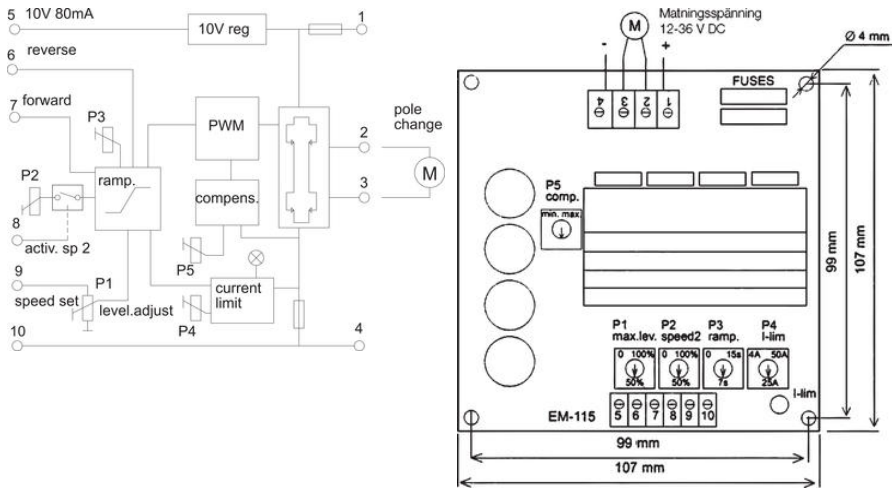 5 10V 80mA
10V reg
1
6 reverse
7 forward
P3
PWM
pole
change
2
P2
ramp.
M
compens.
3
8
activ. sp 2
P5
9
speed set
P1
level.adjust
P4
current
limit
10
4
M
Matningsspänning
12-36 V DC
- +
Ø 4 mm
4 3 2 1
FUSES
P5
comp.
min. max.
99 mm
107 mm
P1 P2 P3 P4
max.lev. speed2 ramp. I-lim
0 100% 0 100% 0 15s 4A 50A
50% 50% 7s 25A
I-lim
EM-115
5 6 7 8 9 10
99 mm
107 mm